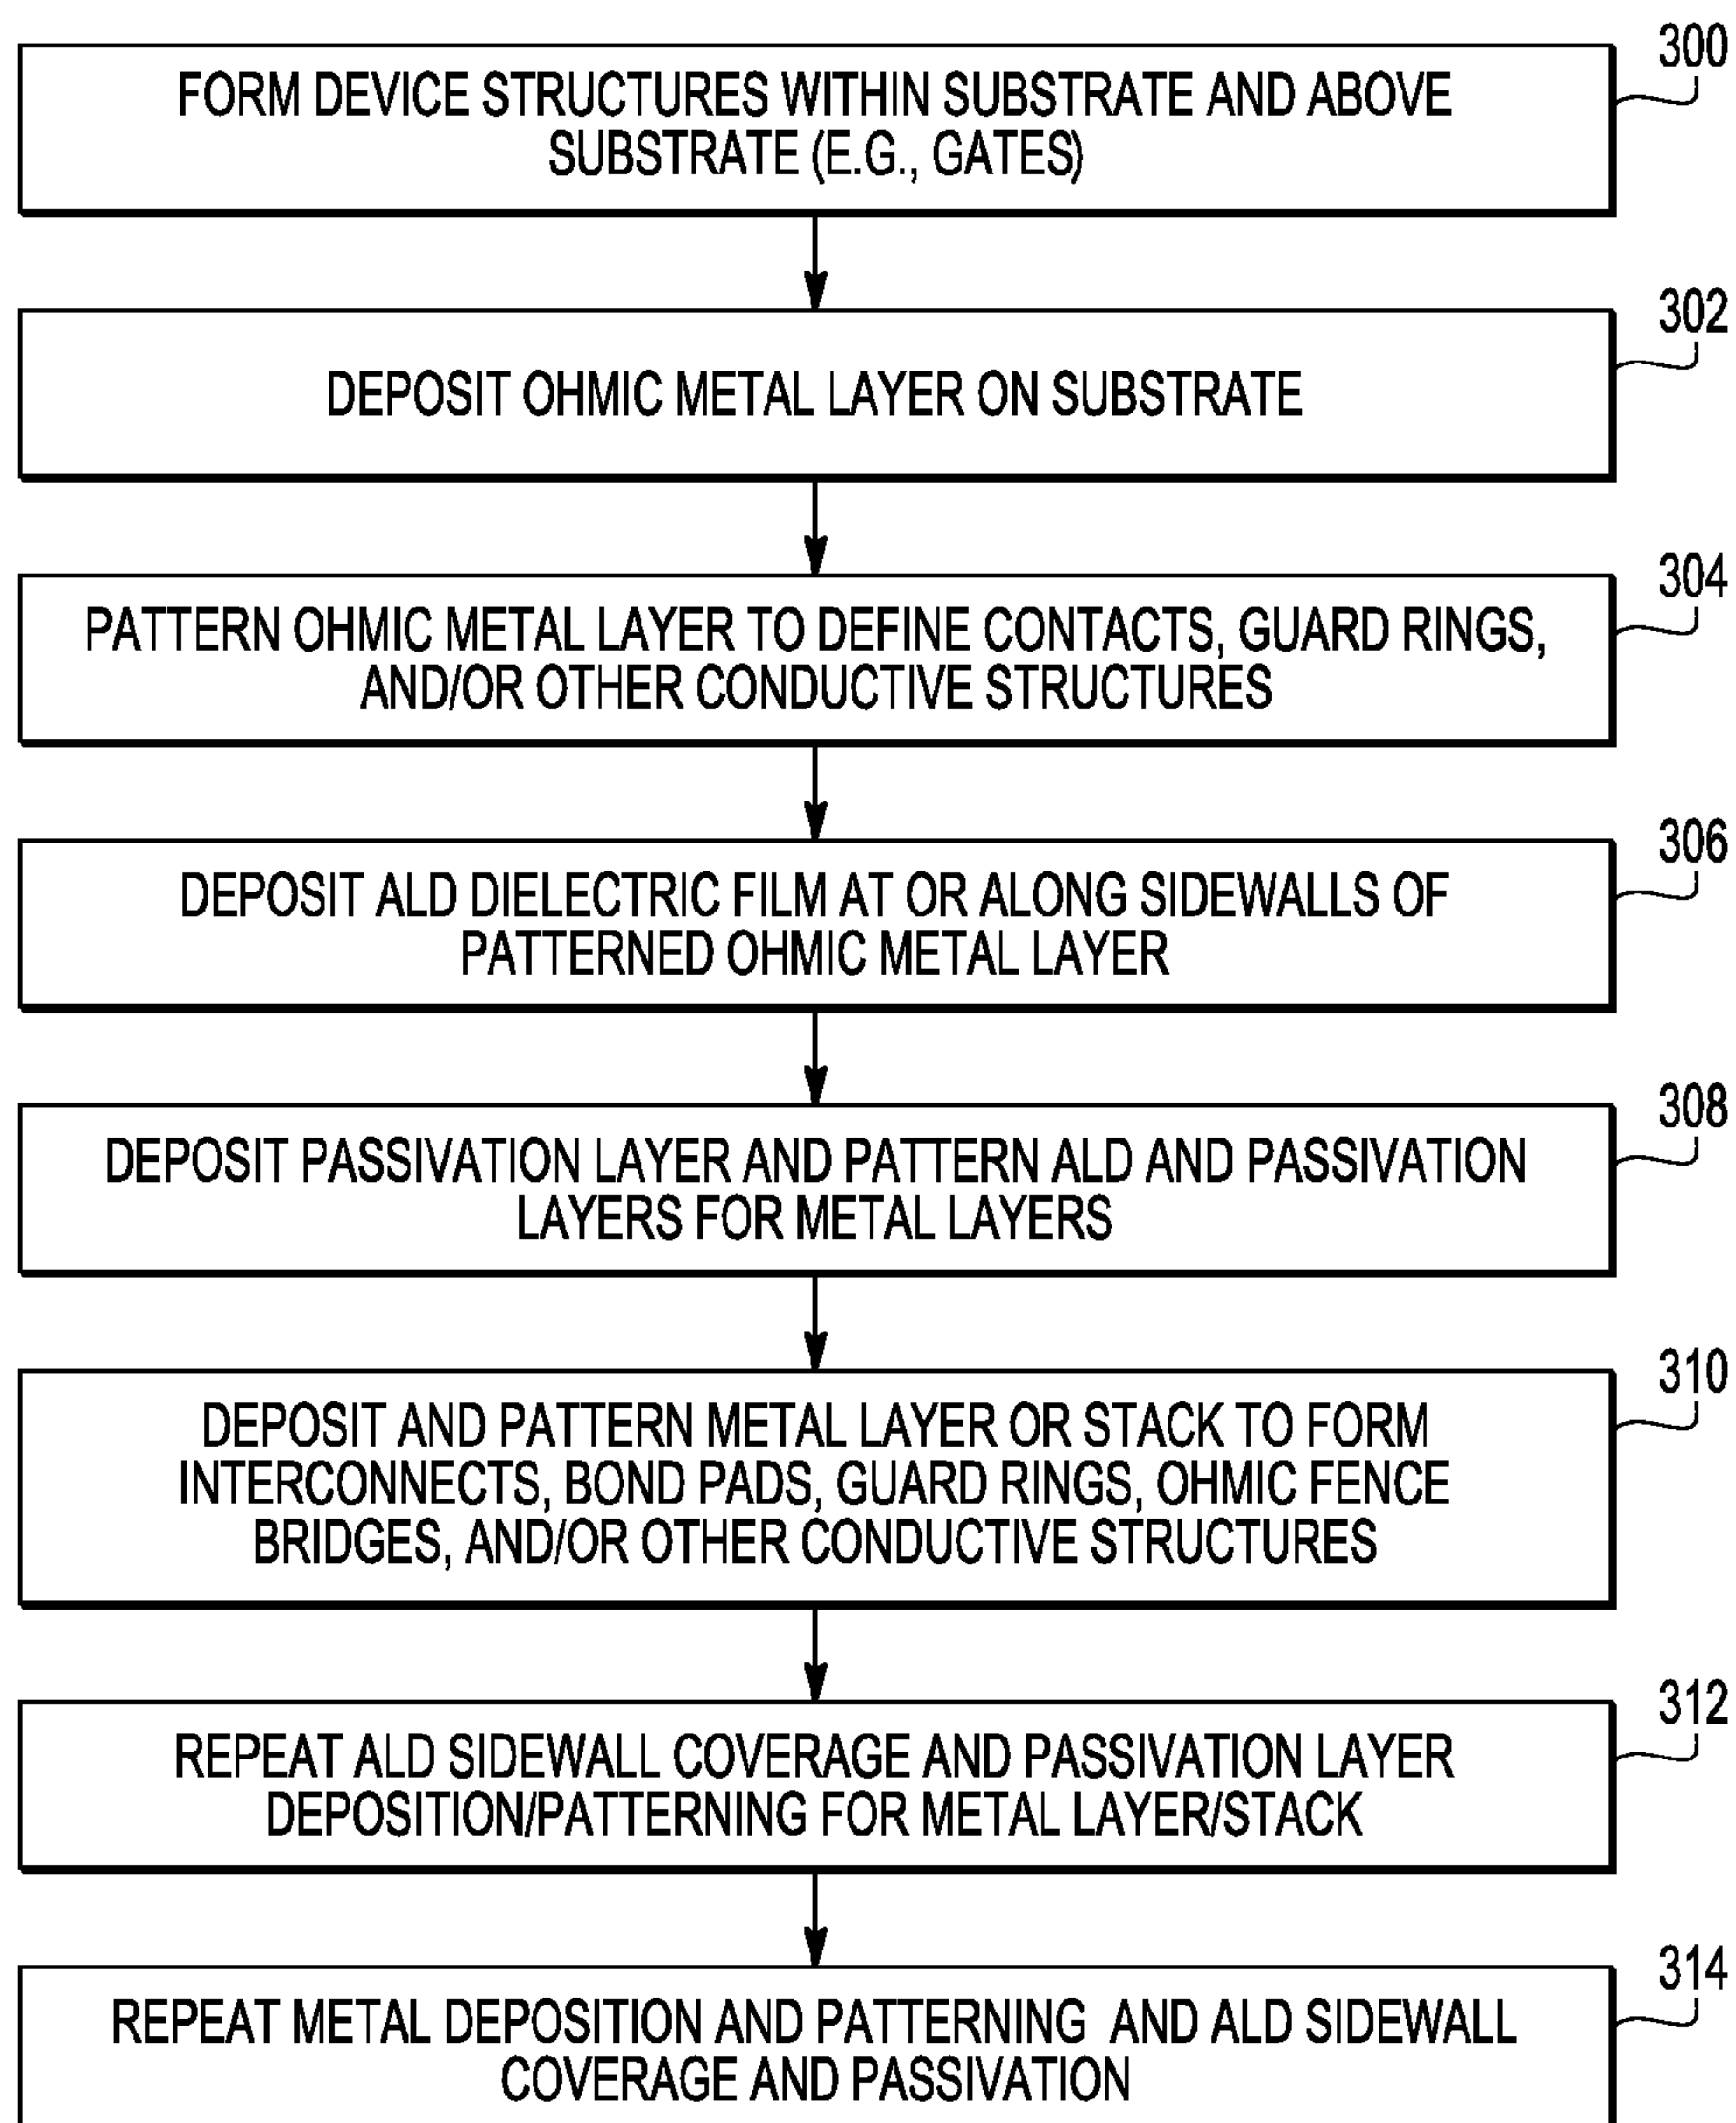 300
FORM DEVICE STRUCTURES WITHIN SUBSTRATE AND ABOVE
SUBSTRATE (E.G., GATES)
302
DEPOSIT OHMIC METAL LAYER ON SUBSTRATE
304
PATTERN OHMIC METAL LAYER TO DEFINE CONTACTS, GUARD RINGS,
AND/OR OTHER CONDUCTIVE STRUCTURES
306
DEPOSIT ALD DIELECTRIC FILM AT OR ALONG SIDEWALLS OF
PATTERNED OHMIC METAL LAYER
308
DEPOSIT PASSIVATION LAYER AND PATTERN ALD AND PASSIVATION
LAYERS FOR METAL LAYERS
310
DEPOSIT AND PATTERN METAL LAYER OR STACK TO FORM
INTERCONNECTS, BOND PADS, GUARD RINGS, OHMIC FENCE
BRIDGES, AND/OR OTHER CONDUCTIVE STRUCTURES
312
REPEAT ALD SIDEWALL COVERAGE AND PASSIVATION LAYER
DEPOSITION/PATTERNING FOR METAL LAYER/STACK
314
REPEAT METAL DEPOSITION AND PATTERNING AND ALD SIDEWALL
COVERAGE AND PASSIVATION